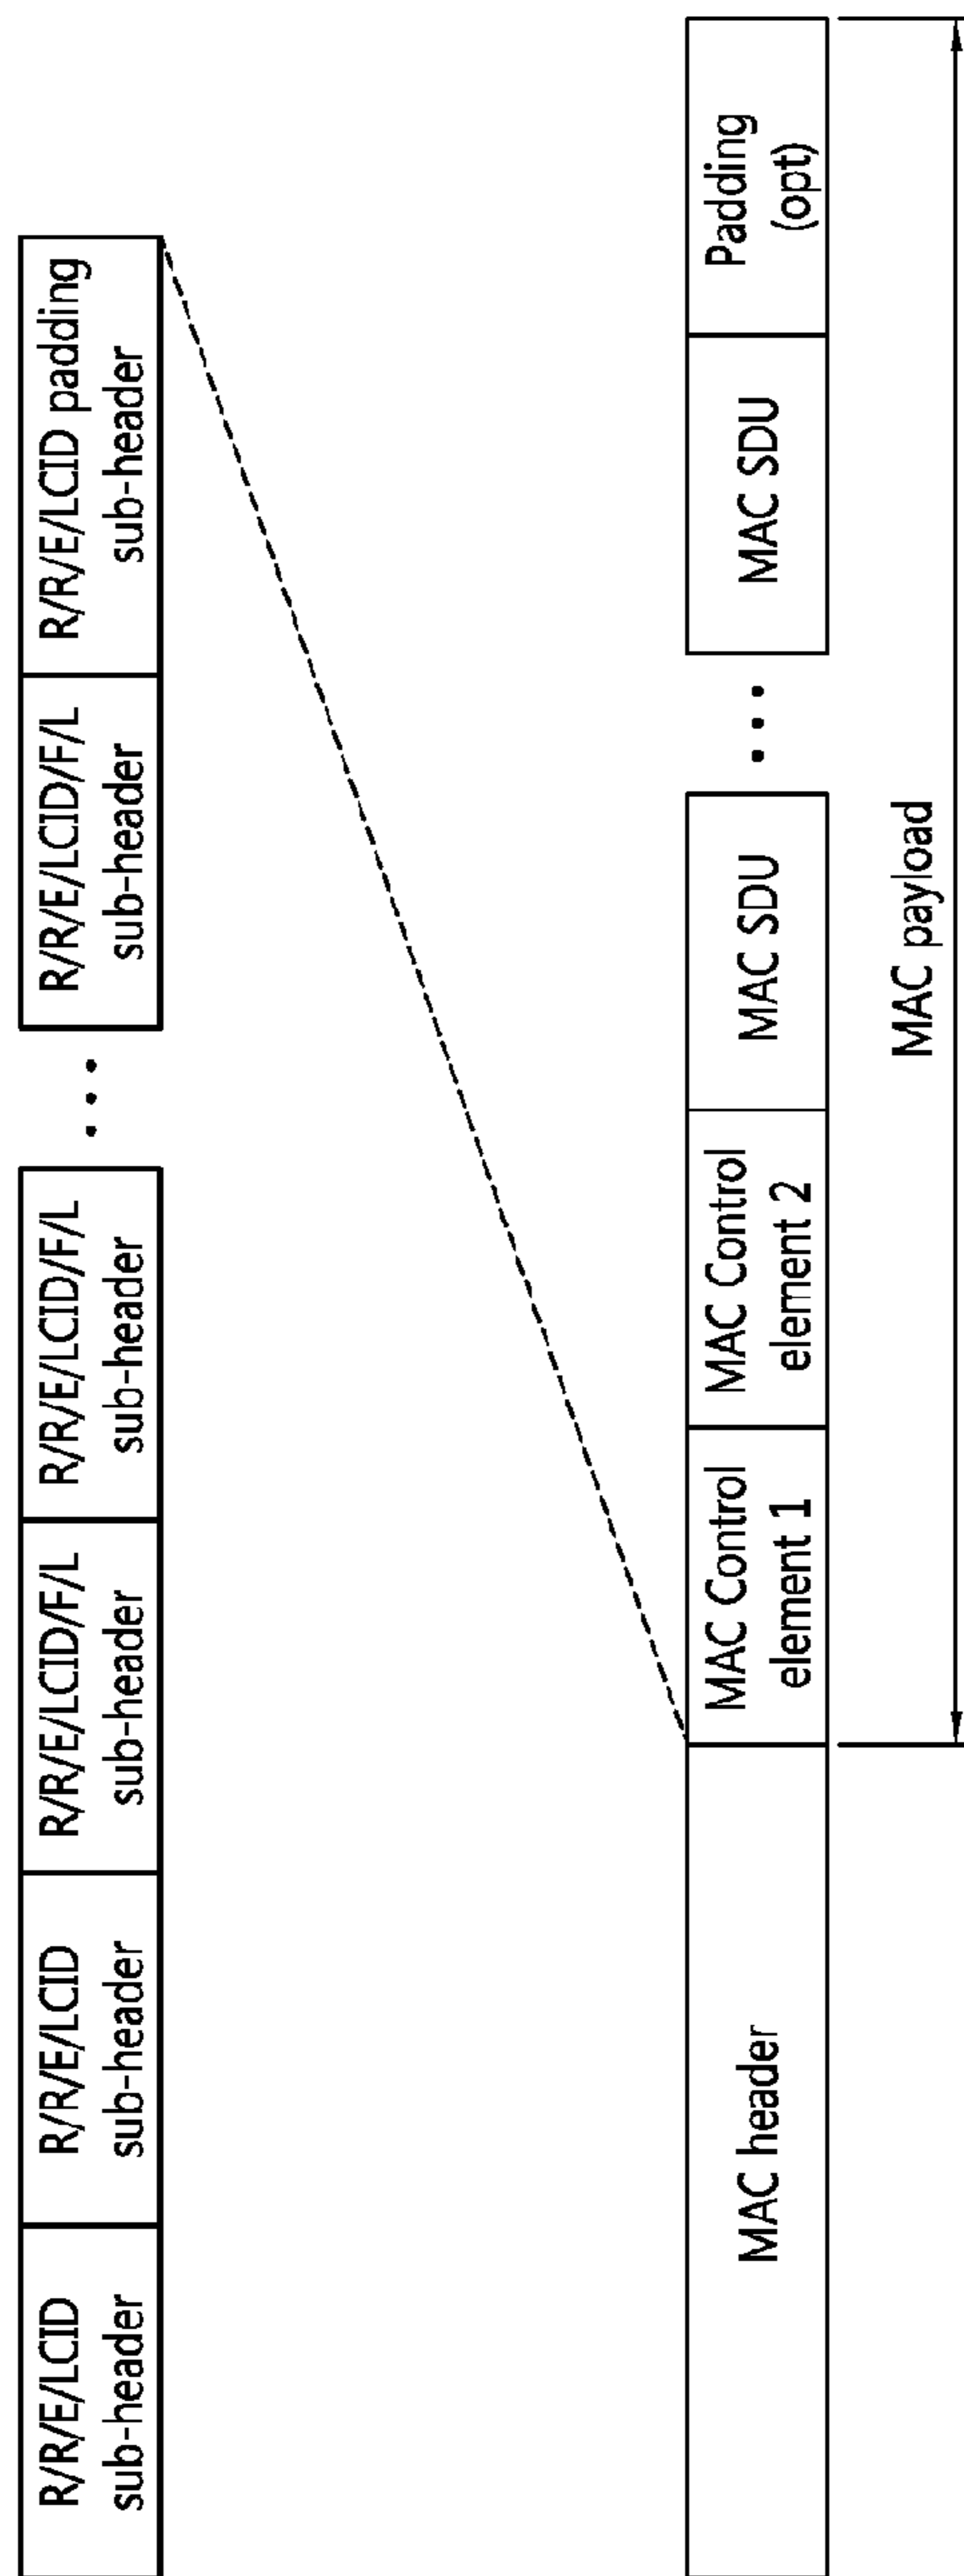 R/R/E/LCID
sub-header
R/R/E/LCID
sub-header
R/R/E/LCID/F/L
sub-header
R/R/E/LCID/F/L
sub-header
...
R/R/E/LCID/F/L
sub-header
R/R/E/LCID padding
sub-header
MAC header
MAC Control
element 1
MAC Control
element 2
MAC SDU
...
MAC SDU
Padding
(opt)
MAC payload